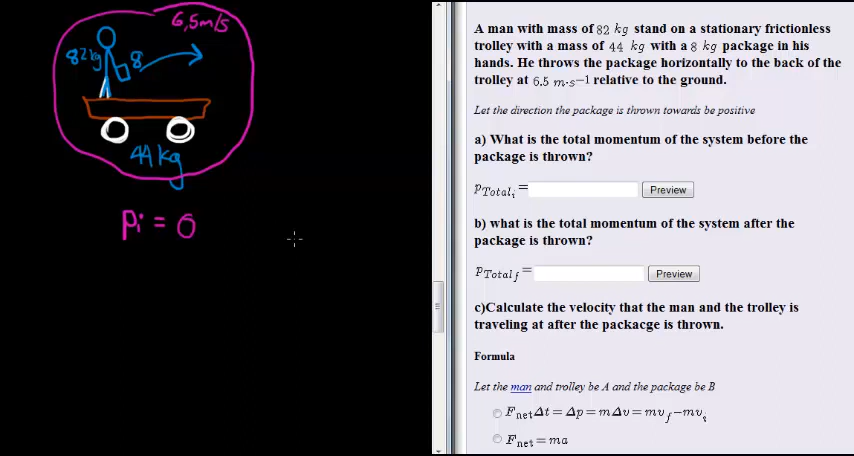 6,5m/s
82kg
8
44 kg
pi = 0
A man with mass of 82 kg stand on a stationary frictionless
trolley with a mass of 44 kg with a 8 kg package in his
hands. He throws the package horizontally to the back of the
trolley at 6.5 m·s−1 relative to the ground.
Let the direction the package is thrown towards be positive
a) What is the total momentum of the system before the
package is thrown?
pTotal i =
Preview
b) what is the total momentum of the system after the
package is thrown?
pTotal f =
Preview
c)Calculate the velocity that the man and the trolley is
traveling at after the packacge is thrown.
Formula
Let the man and trolley be A and the package be B
Fnet Δt = Δp = mΔv = mvf − mvi
Fnet = ma